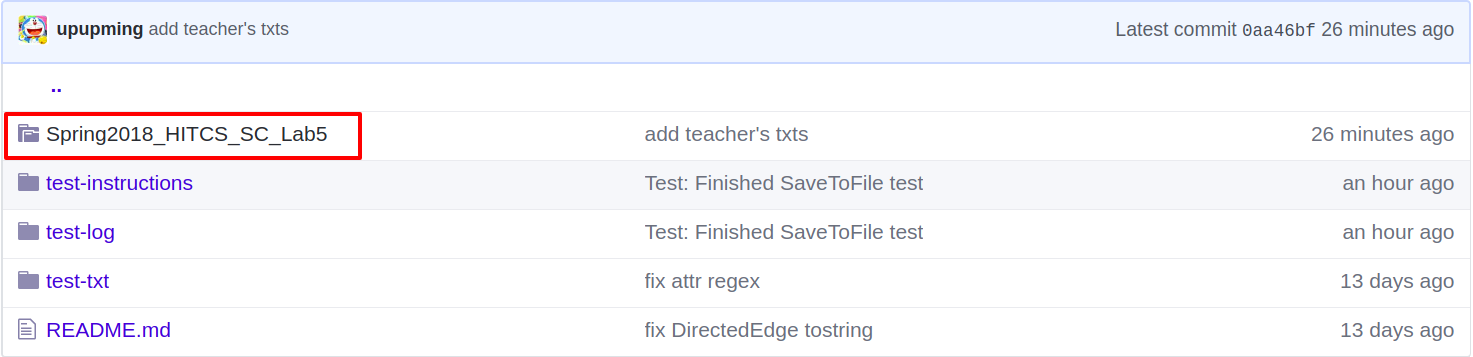 upupming add teacher's txts Latest commit 0aa46bf 26 minutes ago
..
Spring2018_HITCS_SC_Lab5 add teacher's txts 26 minutes ago
test-instructions Test: Finished SaveToFile test an hour ago
test-log Test: Finished SaveToFile test an hour ago
test-txt fix attr regex 13 days ago
README.md fix DirectedEdge tostring 13 days ago